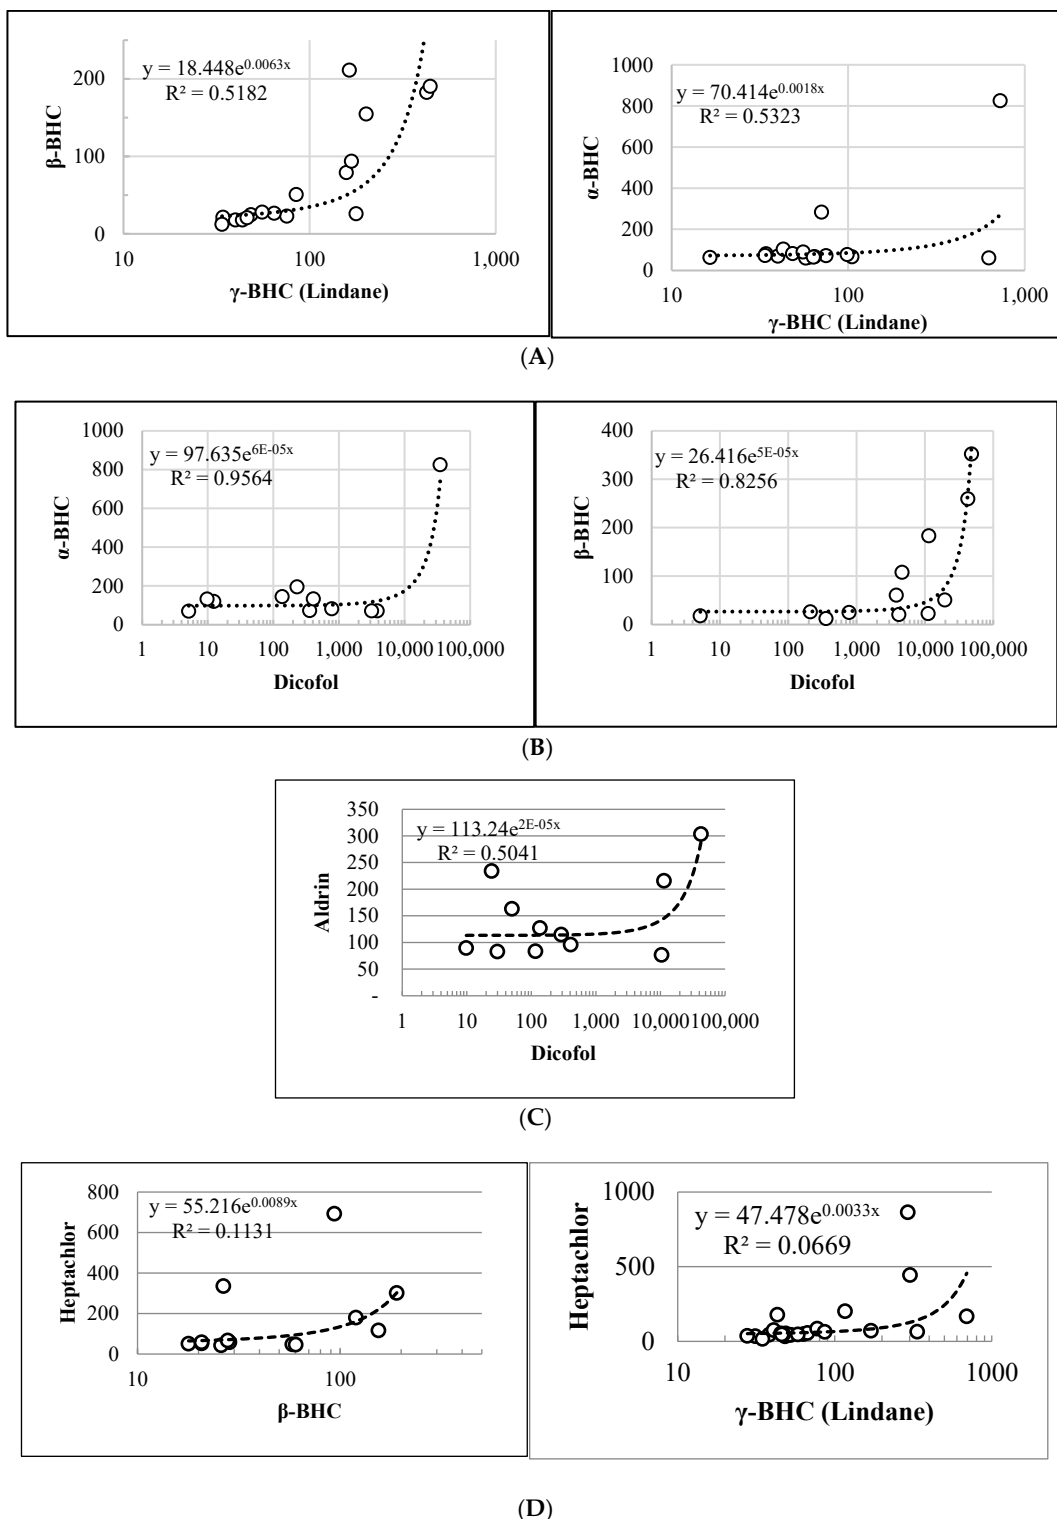 y = 18.448e^0.0063x
R² = 0.5182
200
100
0
10
100
1,000
β-BHC
γ-BHC (Lindane)
y = 70.414e^0.0018x
R² = 0.5323
1000
800
600
400
200
0
10
100
1,000
α-BHC
γ-BHC (Lindane)
(A)
y = 97.635e^6E-05x
R² = 0.9564
1000
800
600
400
200
0
1
10
100
1,000
10,000
100,000
α-BHC
Dicofol
y = 26.416e^5E-05x
R² = 0.8256
400
300
200
100
0
1
10
100
1,000
10,000
100,000
β-BHC
Dicofol
(B)
y = 113.24e^2E-05x
R² = 0.5041
350
300
250
200
150
100
50
-
1
10
100
1,000
10,000
100,000
Aldrin
Dicofol
(C)
y = 55.216e^0.0089x
R² = 0.1131
800
600
400
200
0
10
100
Heptachlor
β-BHC
y = 47.478e^0.0033x
R² = 0.0669
1000
500
0
10
100
1000
Heptachlor
γ-BHC (Lindane)
(D)